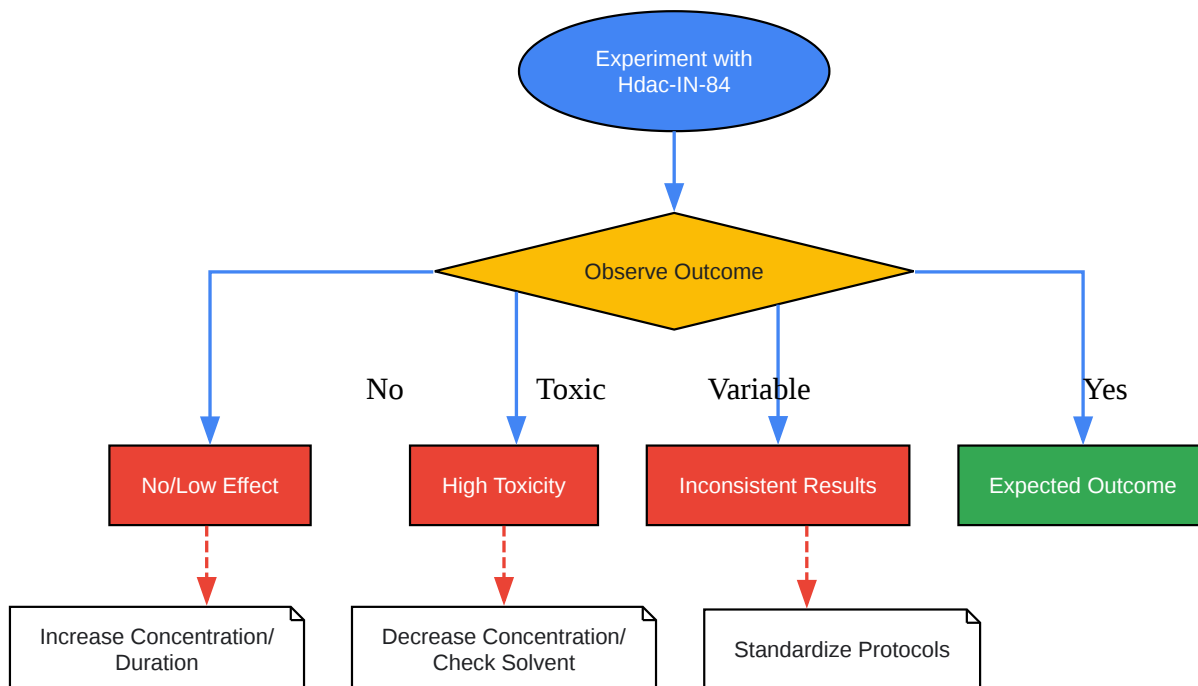 Experiment with
Hdac-IN-84
Observe Outcome
No
Toxic
Variable
Yes
No/Low Effect
High Toxicity
Inconsistent Results
Expected Outcome
Increase Concentration/
Duration
Decrease Concentration/
Check Solvent
Standardize Protocols